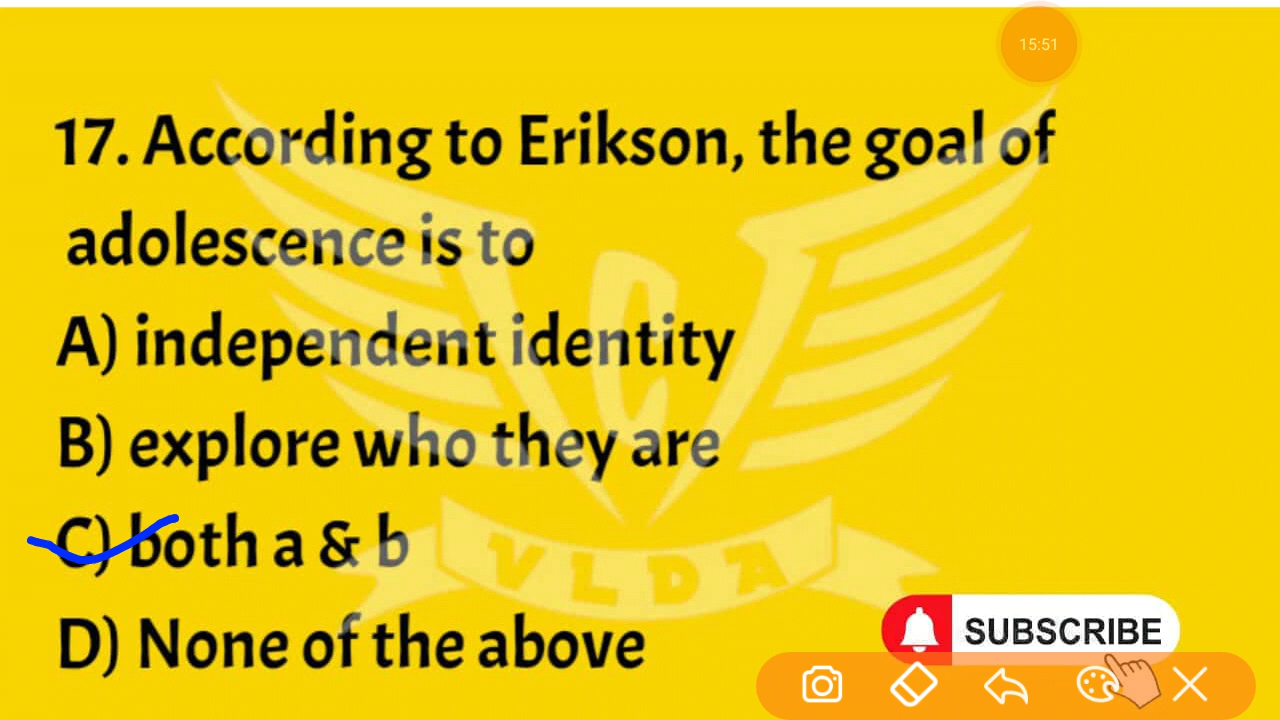 15:51
17. According to Erikson, the goal of
adolescence is to
A) independent identity
B) explore who they are
C) both a & b
D) None of the above
VLDA
SUBSCRIBE